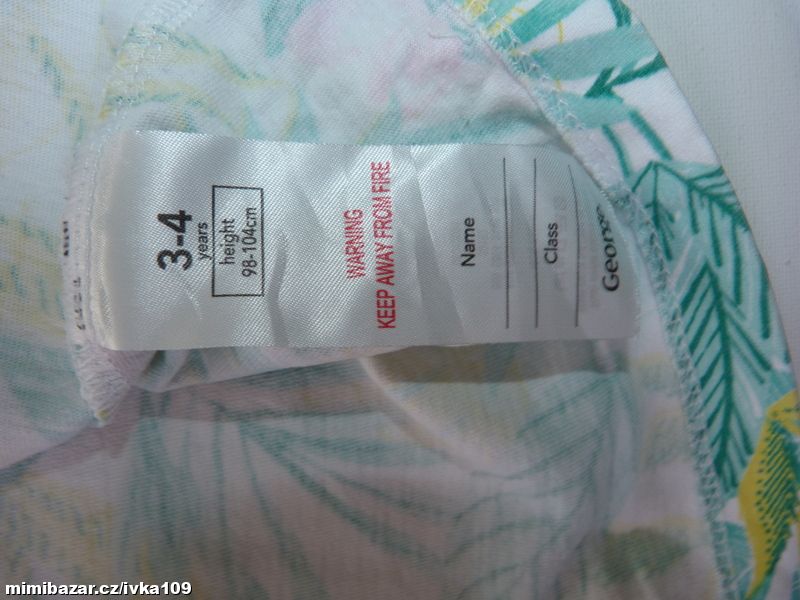 3-4
years
height
98-104cm
WARNING
KEEP AWAY FROM FIRE
Name
Class
George
mimibazar.cz/ivka109